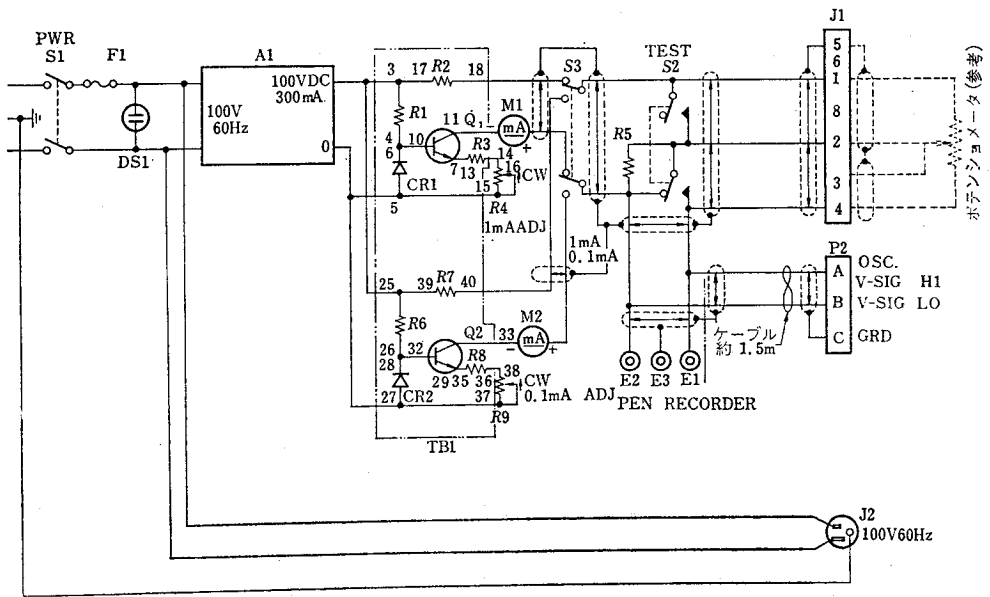 PWR
S1
F1
A1
100VDC
300mA.
100V
60Hz
0
DS1
3
17
R2
18
R1
11
Q1
M1
mA
+
4
6
10
R3
14
16
CW
7
13
15
CR1
5
R4
1mAADJ
25
39
R7
40
R6
Q2
33
M2
mA
−
+
26
28
32
R8
38
29
35
36
CW
27
CR2
37
0.1mA ADJ
R9
TB1
S3
1mA
0.1mA
TEST
S2
R5
J1
5
6
1
8
2
3
4
ポテンショメータ(参考)
P2
A
OSC.
V-SIG H1
B
V-SIG LO
C
GRD
ケーブル
約 1.5m
E2
E3
E1
PEN RECORDER
J2
100V60Hz